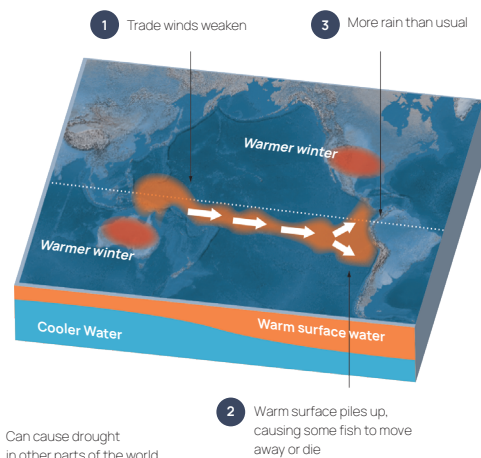 1 Trade winds weaken
3 More rain than usual
Warmer winter
Warmer winter
Cooler Water
Warm surface water
2 Warm surface piles up,
causing some fish to move
away or die
Can cause drought
in other parts of the world